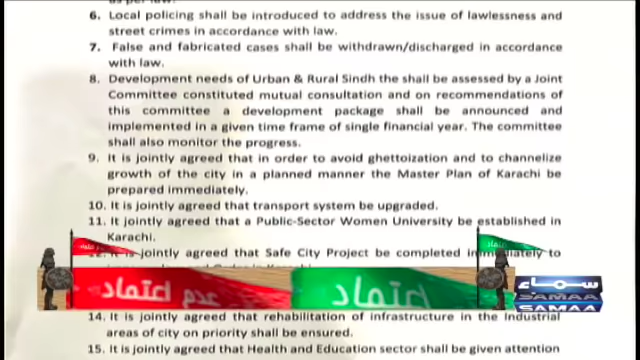 6. Local policing shall be introduced to address the issue of lawlessness and
street crimes in accordance with law.
7. False and fabricated cases shall be withdrawn/discharged in accordance
with law.
8. Development needs of Urban & Rural Sindh the shall be assessed by a Joint
Committee constituted mutual consultation and on recommendations of
this committee a development package shall be announced and
implemented in a given time frame of single financial year. The committee
shall also monitor the progress.
9. It is jointly agreed that in order to avoid ghettoization and to channelize
growth of the city in a planned manner the Master Plan of Karachi be
prepared immediately.
10. It is jointly agreed that transport system be upgraded.
11. It jointly agreed that a Public-Sector Women University be established in
Karachi.
12. It is jointly agreed that Safe City Project be completed immediately to
عدم اعتماد
اعتماد
عدم اعتماد
اعتماد
سماء
SAMAA
SAMAA
14. It is jointly agreed that rehabilitation of infrastructure in the Industrial
areas of city on priority shall be ensured.
15. It is jointly agreed that Health and Education sector shall be given attention